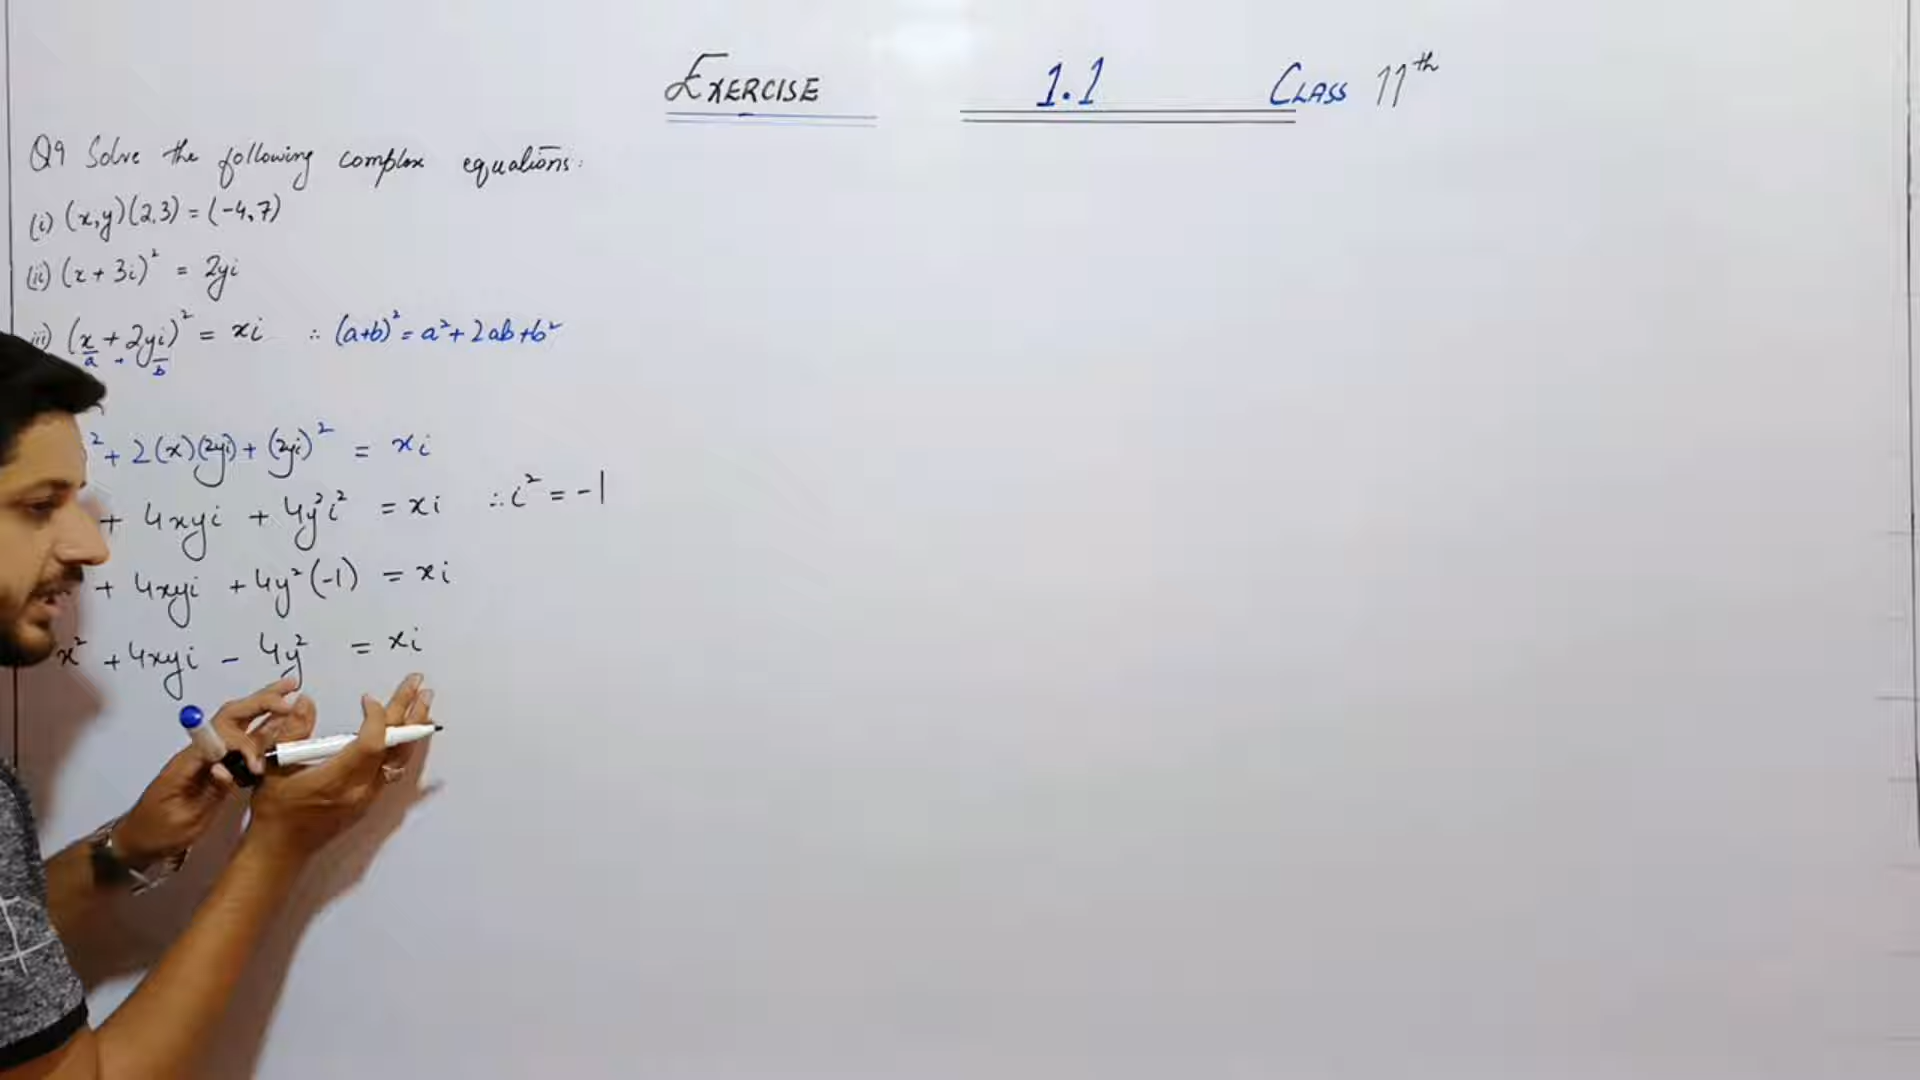 EXERCISE 1.1 CLASS 11th
Q9 Solve the following complex equations:
(i) (x,y)(2,3) = (-4,7)
(ii) (x + 3i)² = 2yi
iii) (x + 2yi)² = xi ∴ (a+b)² = a² + 2ab + b²
a + b
² + 2(x)(2yi) + (2yi)² = xi
+ 4xyi + 4y²i² = xi ∴ i² = -1
+ 4xyi + 4y²(-1) = xi
x² + 4xyi - 4y² = xi